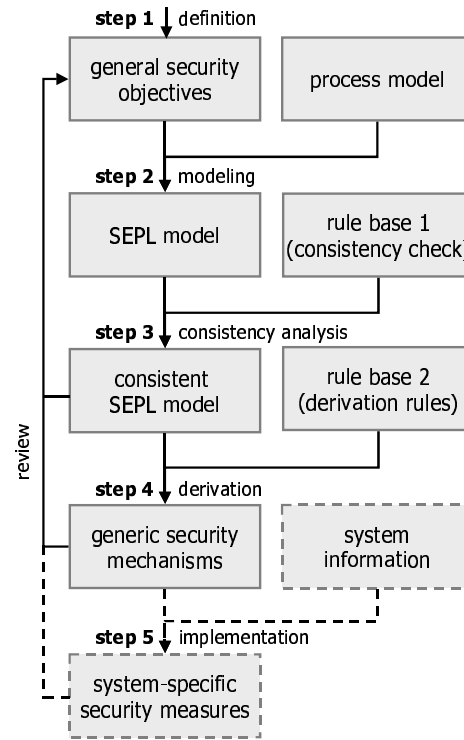 step 1 definition
general security
objectives
process model
step 2 modeling
SEPL model
rule base 1
(consistency check)
step 3 consistency analysis
consistent
SEPL model
rule base 2
(derivation rules)
review
step 4 derivation
generic security
mechanisms
system
information
step 5 implementation
system-specific
security measures